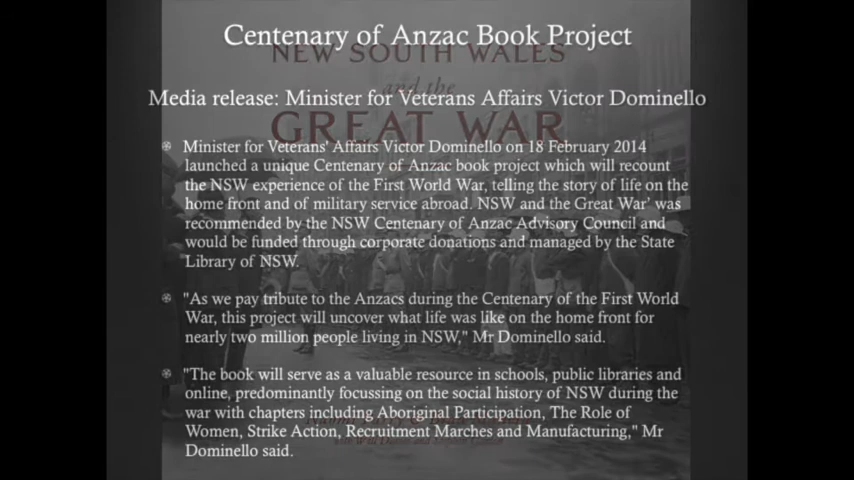 Centenary of Anzac Book Project
NEW SOUTH WALES
and the
GREAT WAR
Media release: Minister for Veterans Affairs Victor Dominello
Minister for Veterans' Affairs Victor Dominello on 18 February 2014
launched a unique Centenary of Anzac book project which will recount
the NSW experience of the First World War, telling the story of life on the
home front and of military service abroad. NSW and the Great War' was
recommended by the NSW Centenary of Anzac Advisory Council and
would be funded through corporate donations and managed by the State
Library of NSW.
"As we pay tribute to the Anzacs during the Centenary of the First World
War, this project will uncover what life was like on the home front for
nearly two million people living in NSW," Mr Dominello said.
"The book will serve as a valuable resource in schools, public libraries and
online, predominantly focussing on the social history of NSW during the
war with chapters including Aboriginal Participation, The Role of
Women, Strike Action, Recruitment Marches and Manufacturing," Mr
Dominello said.